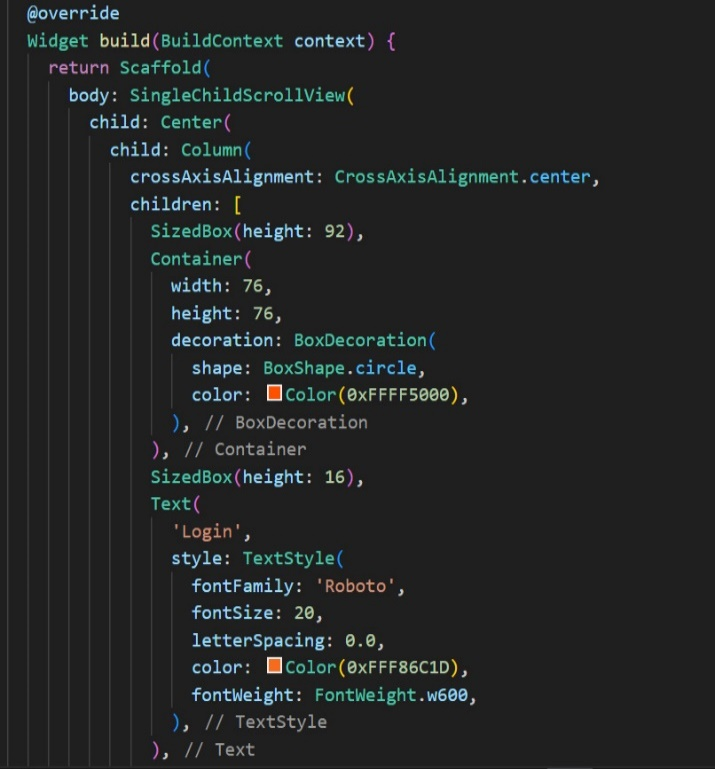 @override
Widget build(BuildContext context) {
return Scaffold(
body: SingleChildScrollView(
child: Center(
child: Column(
crossAxisAlignment: CrossAxisAlignment.center,
children: [
SizedBox(height: 92),
Container(
width: 76,
height: 76,
decoration: BoxDecoration(
shape: BoxShape.circle,
color: Color(0xFFFF5000),
), // BoxDecoration
), // Container
SizedBox(height: 16),
Text(
'Login',
style: TextStyle(
fontFamily: 'Roboto',
fontSize: 20,
letterSpacing: 0.0,
color: Color(0xFFF86C1D),
fontWeight: FontWeight.w600,
), // TextStyle
), // Text